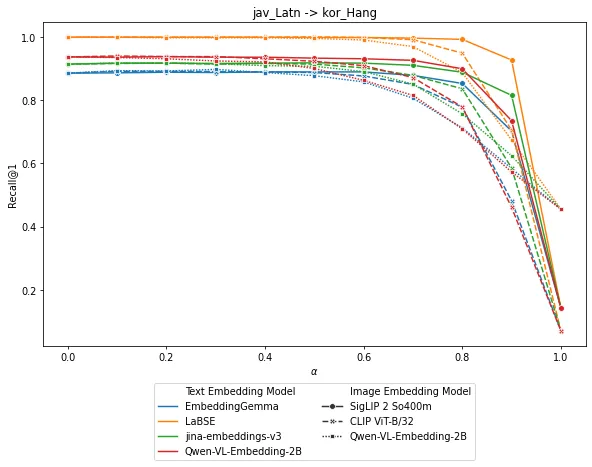 jav_Latn -> kor_Hang
Recall@1
1.0
0.8
0.6
0.4
0.2
0.0 0.2 0.4 0.6 0.8 1.0
α
Text Embedding Model
EmbeddingGemma
LaBSE
jina-embeddings-v3
Qwen-VL-Embedding-2B
Image Embedding Model
SigLIP 2 So400m
CLIP ViT-B/32
Qwen-VL-Embedding-2B